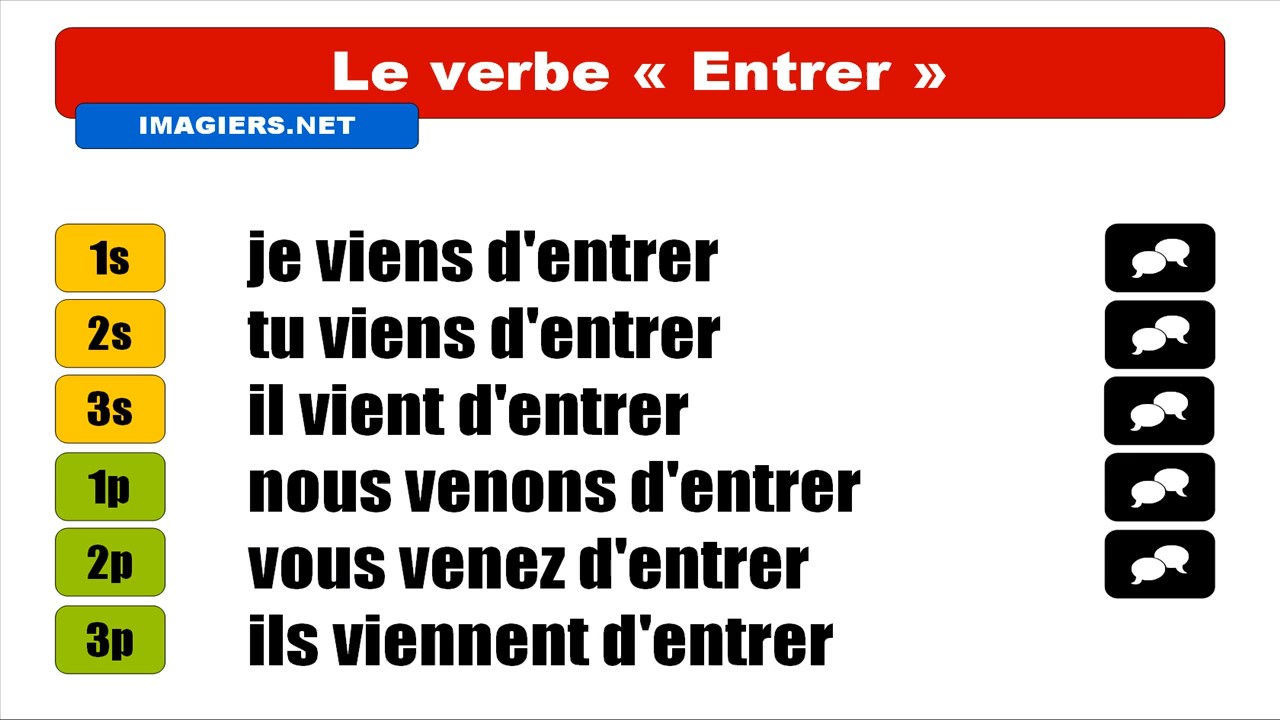 Le verbe « Entrer »
IMAGIERS.NET
1s je viens d'entrer
2s tu viens d'entrer
3s il vient d'entrer
1p nous venons d'entrer
2p vous venez d'entrer
3p ils viennent d'entrer